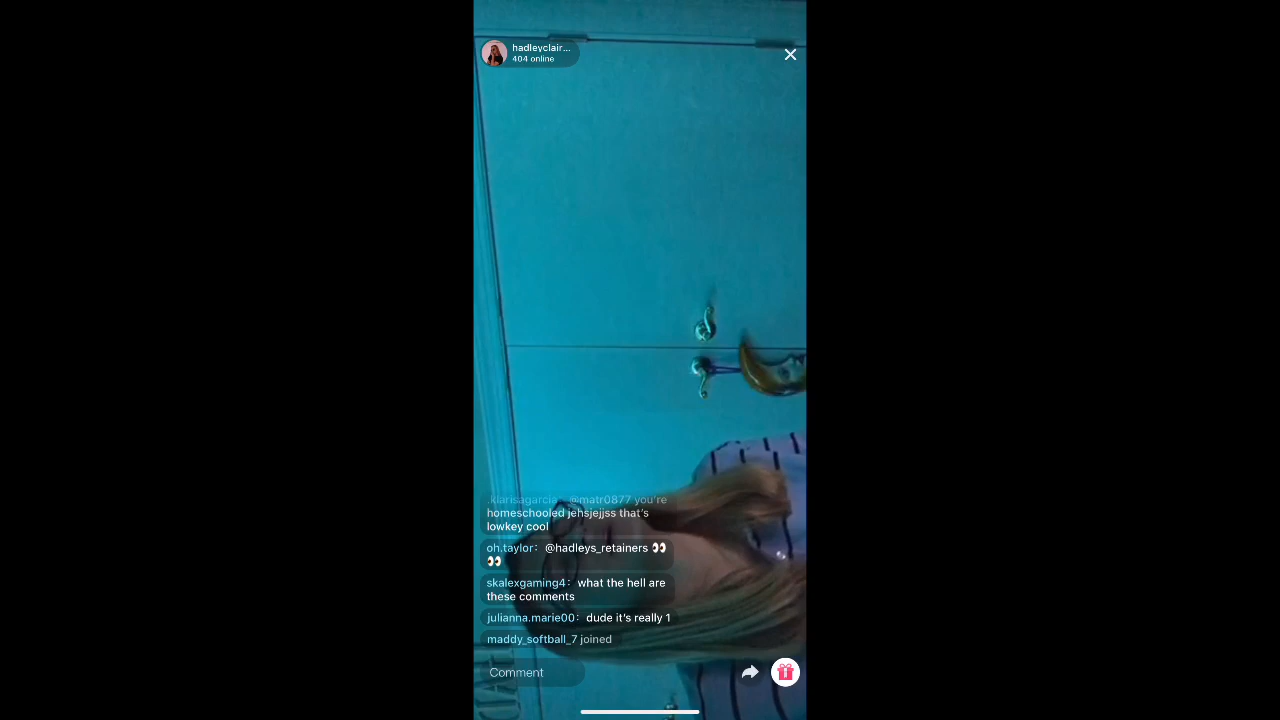 hadleyclair...
404 online
.klarisagarcia_ @matr0877 you're
homeschooled jehsjejjss that's
lowkey cool
oh.taylor: @hadleys_retainers 👀
👀
skalexgaming4: what the hell are
these comments
julianna.marie00: dude it's really 1
maddy_softball_7 joined
Comment